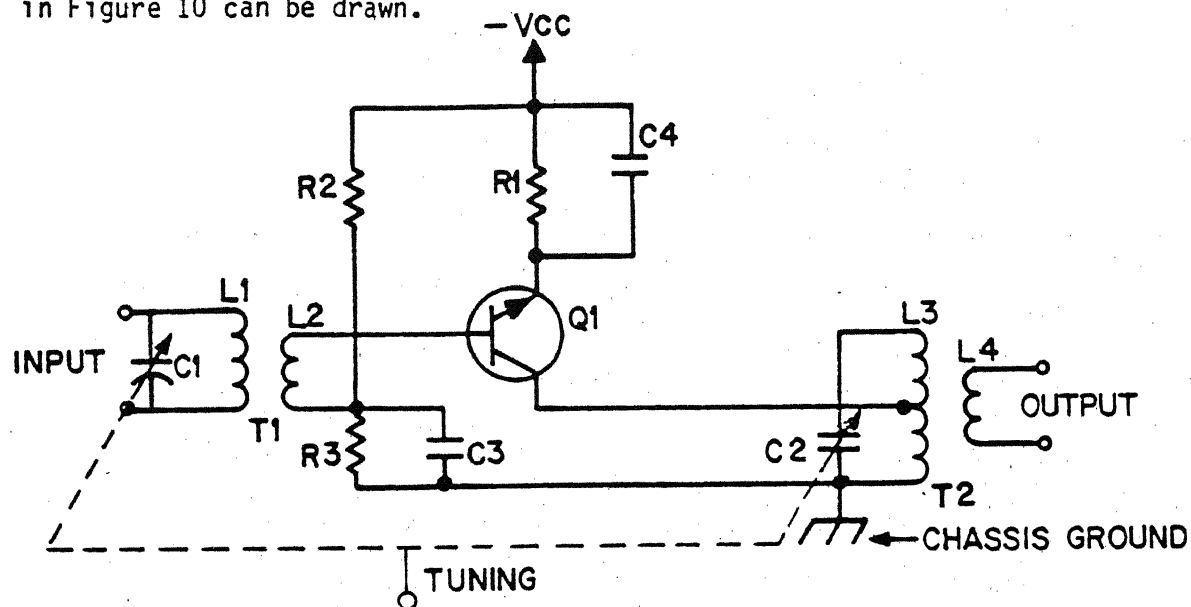 in Figure 10 can be drawn.
-VCC
C4
R2
R1
L1
L2
Q1
L3
L4
INPUT
C1
OUTPUT
T1
R3
C3
C2
T2
CHASSIS GROUND
TUNING